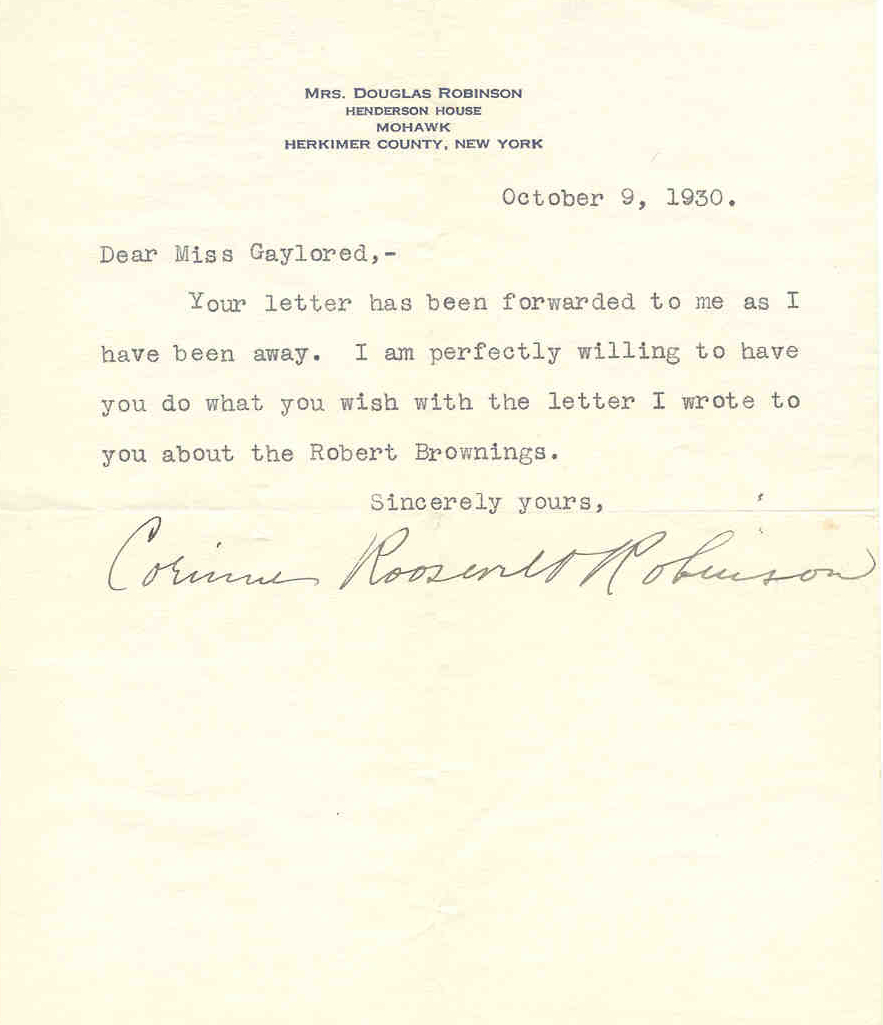 MRS. DOUGLAS ROBINSON
HENDERSON HOUSE
MOHAWK
HERKIMER COUNTY, NEW YORK
October 9, 1930.
Dear Miss Gaylored,-
Your letter has been forwarded to me as I
have been away. I am perfectly willing to have
you do what you wish with the letter I wrote to
you about the Robert Brownings.
Sincerely yours,
Corinne Roosevelt Robinson